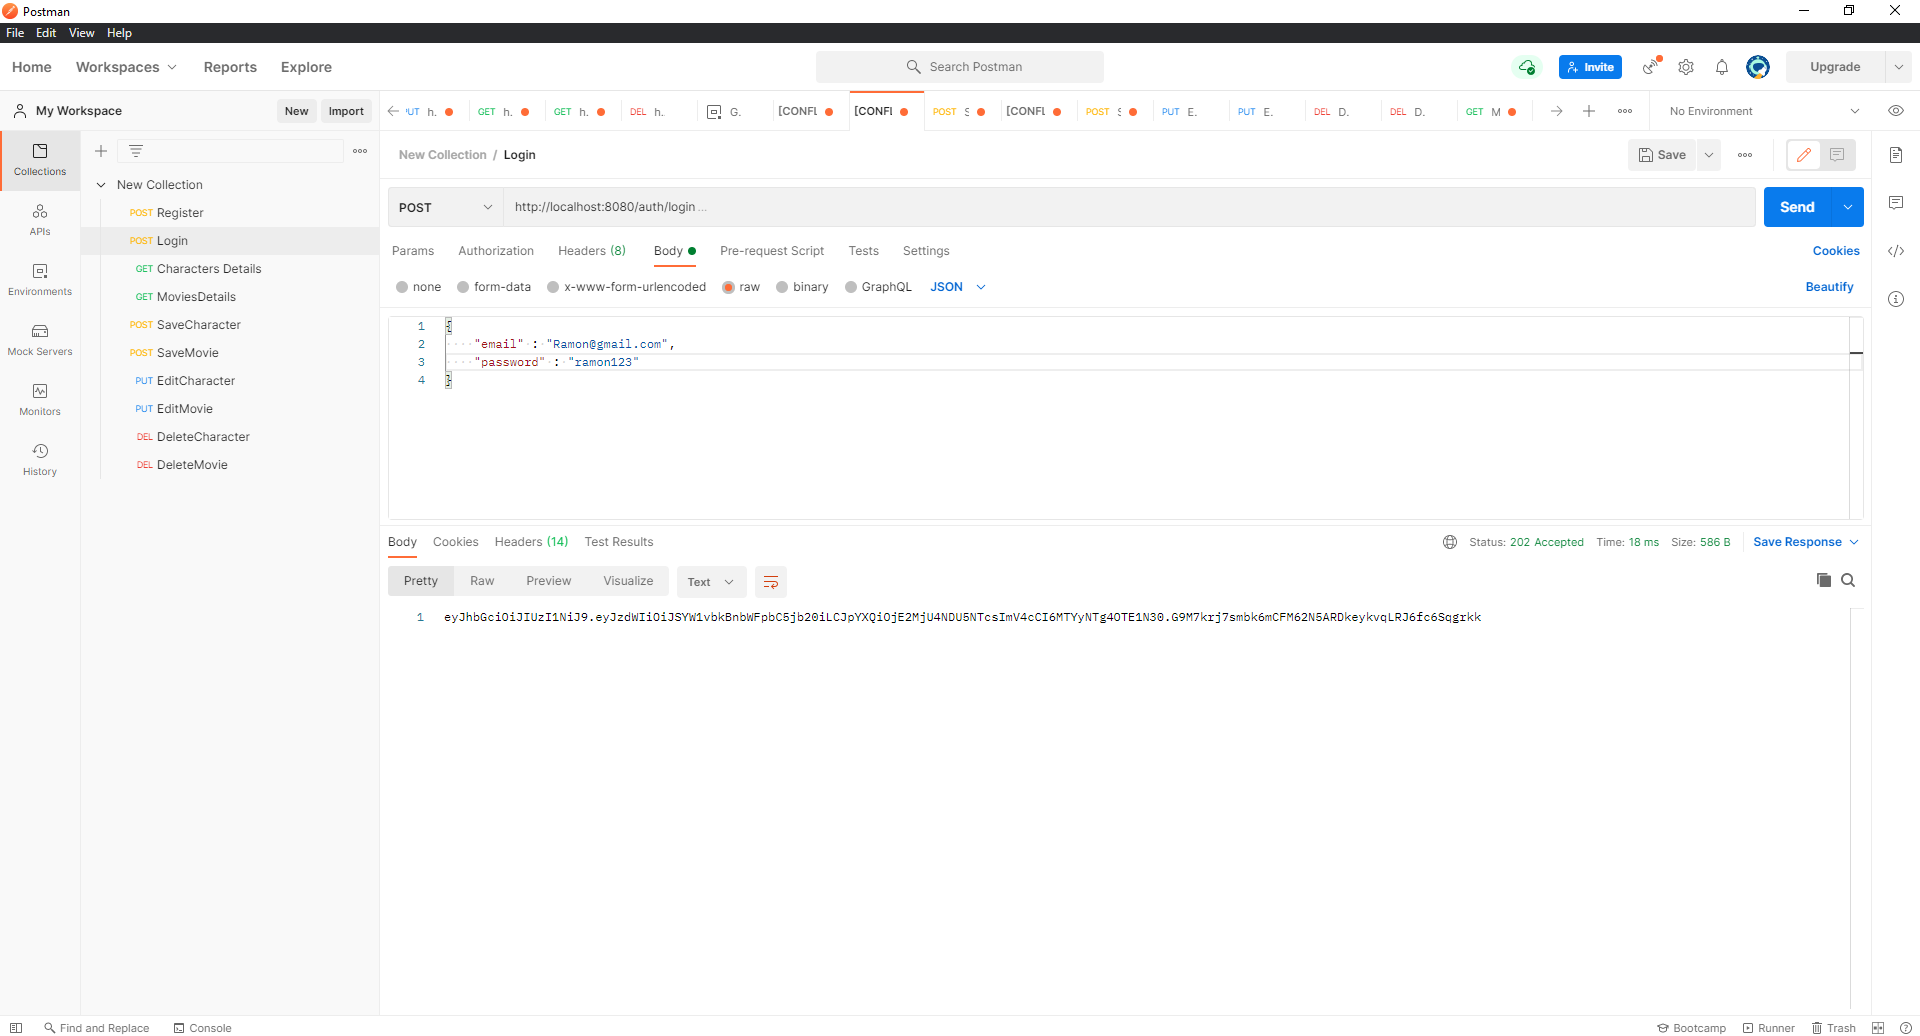 Postman
File Edit View Help
Home Workspaces Reports Explore Search Postman Invite Upgrade
My Workspace New Import
PUT h. GET h. GET h. DEL h. G. [CONFL [CONFL POST S [CONFL POST S PUT E. PUT E. DEL D. DEL D. GET M No Environment
New Collection / Login Save
Collections
APIs
Environments
Mock Servers
Monitors
History
New Collection
POST Register
POST Login
GET Characters Details
GET MoviesDetails
POST SaveCharacter
POST SaveMovie
PUT EditCharacter
PUT EditMovie
DEL DeleteCharacter
DEL DeleteMovie
POST http://localhost:8080/auth/login ... Send
Params Authorization Headers (8) Body Pre-request Script Tests Settings Cookies
none form-data x-www-form-urlencoded raw binary GraphQL JSON Beautify
1 {
2 "email" : "Ramon@gmail.com",
3 "password" : "ramon123"
4 }
Body Cookies Headers (14) Test Results Status: 202 Accepted Time: 18 ms Size: 586 B Save Response
Pretty Raw Preview Visualize Text
1 eyJhbGciOiJIUzI1NiJ9.eyJzdWIiOiJSYW1vbkBnbWFpbC5jb20iLCJpYXQiOjE2MjU4NDU5NTcsImV4cCI6MTYyNTg4OTE1N30.G9M7krj7smbk6mCFM62N5ARDkeykvqLRJ6fc6Sqgrkk
Find and Replace Console Bootcamp Runner Trash